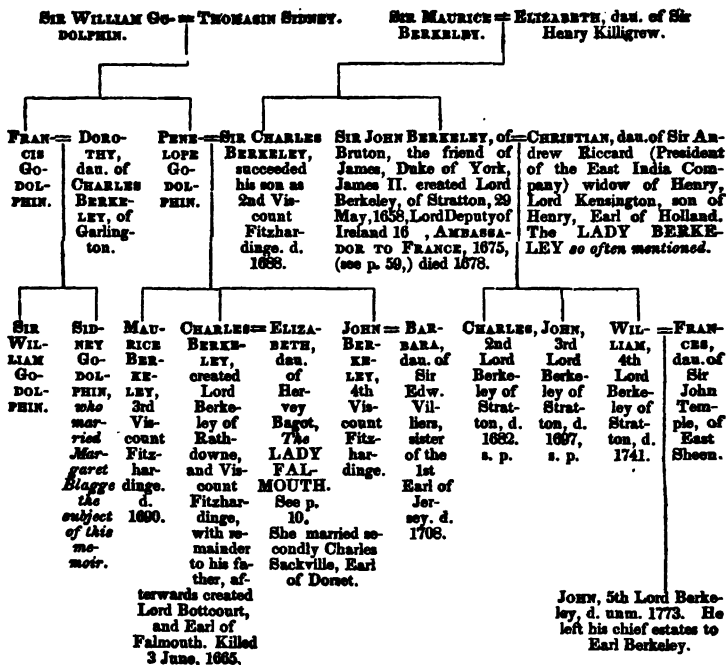 SIR WILLIAM GO-
DOLPHIN.
=
THOMASIN SIDNEY.
SIR MAURICE
BERKELEY.
=
ELIZABETH, dau. of Sir
Henry Killigrew.
FRAN-
CIS
GO-
DOL-
PHIN.
=
DORO-
THY,
dau. of
CHARLES
BERKE-
LEY, of
Garling-
ton.
PENE-
LOPE
GO-
DOL-
PHIN.
=
SIR CHARLES
BERKELEY,
succeeded
his son as
2nd Vis-
count
Fitzhar-
dinge. d.
1688.
SIR JOHN BERKELEY, of
Bruton, the friend of
James, Duke of York,
James II. created Lord
Berkeley, of Stratton, 29
May, 1658, Lord Deputy of
Ireland 16 , AMBASSA-
DOR TO FRANCE, 1675,
(see p. 59,) died 1678.
=
CHRISTIAN, dau. of Sir An-
drew Riccard (President
of the East India Com-
pany) widow of Henry,
Lord Kensington, son of
Henry, Earl of Holland.
The LADY BERKE-
LEY so often mentioned.
SIR
WIL-
LIAM
GO-
DOL-
PHIN.
SID-
NEY
GO-
DOL-
PHIN,
who
mar-
ried
Mar-
garet
Blagge
the
subject
of this
me-
moir.
MAU-
RICE
BER-
KE-
LEY,
3rd
Vis-
count
Fitz-
har-
dinge.
d.
1690.
CHARLES
BERKE-
LEY,
created
Lord
Berke-
ley of
Rath-
downe,
and Vis-
count
Fitzhar-
dinge,
with re-
mainder
to his fa-
ther, af-
terwards created
Lord Bottcourt,
and Earl of
Falmouth. Killed
3 June, 1665.
=
ELIZA-
BETH,
dau.
of
Her-
vey
Bagot,
The
LADY
FAL-
MOUTH.
See p.
10.
She married se-
condly Charles
Sackville, Earl
of Dorset.
JOHN
BER-
KE-
LEY,
4th
Vis-
count
Fitz-
har-
dinge.
=
BAR-
BARA,
dau. of
Sir
Edw.
Vil-
liers,
sister
of the
1st
Earl of
Jer-
sey. d.
1708.
CHARLES,
2nd
Lord
Berke-
ley of
Strat-
ton, d.
1682.
s. p.
JOHN,
3rd
Lord
Berke-
ley of
Strat-
ton, d.
1697,
s. p.
WIL-
LIAM,
4th
Lord
Berke-
ley of
Strat-
ton, d.
1741.
=
FRAN-
CES,
dau. of
Sir
John
Tem-
ple, of
East
Sheen.
JOHN, 5th Lord Berke-
ley, d. unm. 1773. He
left his chief estates to
Earl Berkeley.